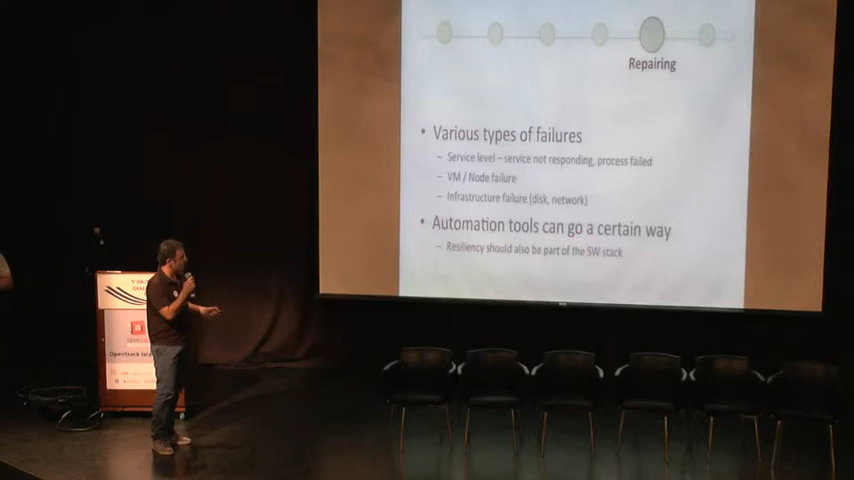 Repairing
• Various types of failures
– Service level – service not responding, process failed
– VM / Node failure
– Infrastructure failure (disk, network)
• Automation tools can go a certain way
– Resiliency should also be part of the SW stack
OpenStack Israel